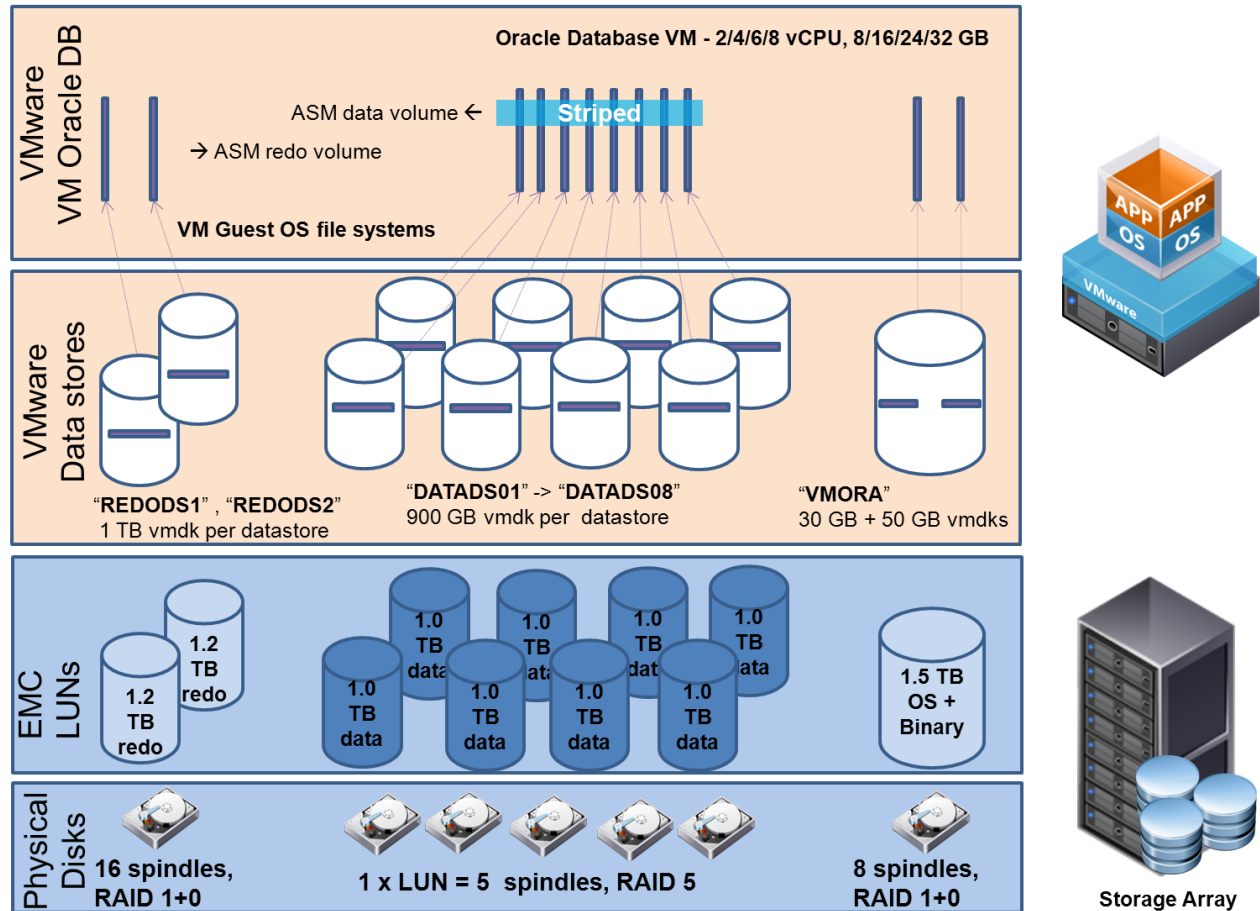 VMware
VM Oracle DB
Oracle Database VM - 2/4/6/8 vCPU, 8/16/24/32 GB
ASM data volume ←
Striped
→ ASM redo volume
VM Guest OS file systems
APP
APP
OS
OS
VMware
VMware
Data stores
“REDODS1” , “REDODS2”
1 TB vmdk per datastore
“DATADS01” -> “DATADS08”
900 GB vmdk per datastore
“VMORA”
30 GB + 50 GB vmdks
EMC
LUNs
1.2
TB
redo
1.2
TB
redo
1.0
TB
data
1.0
TB
data
1.0
TB
data
1.0
TB
data
1.0
TB
data
1.0
TB
data
1.0
TB
data
1.0
TB
data
1.5 TB
OS +
Binary
Physical
Disks
16 spindles,
RAID 1+0
1 x LUN = 5 spindles, RAID 5
8 spindles,
RAID 1+0
Storage Array